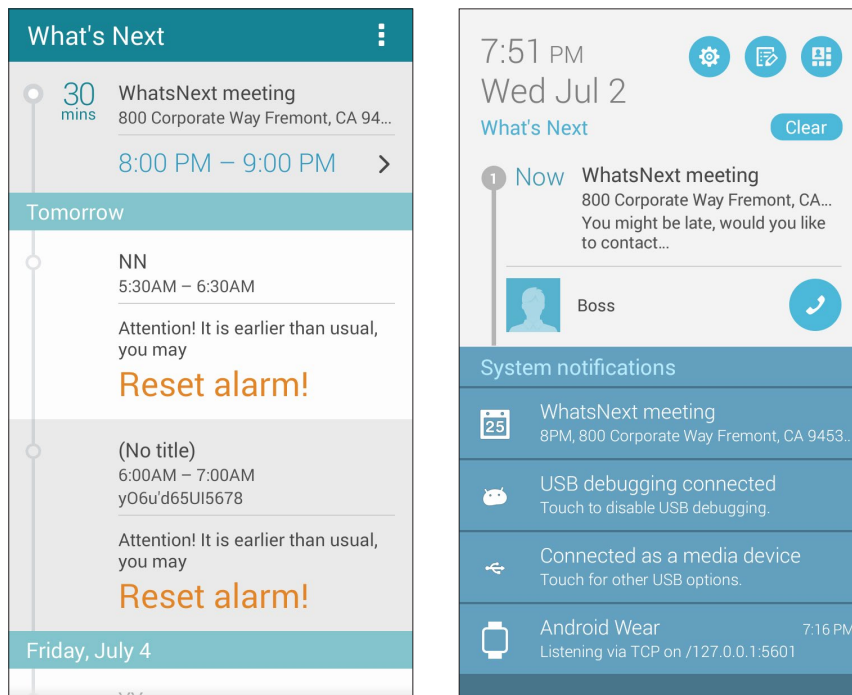 What's Next
30
mins
WhatsNext meeting
800 Corporate Way Fremont, CA 94...
8:00 PM – 9:00 PM
Tomorrow
NN
5:30AM – 6:30AM
Attention! It is earlier than usual,
you may
Reset alarm!
(No title)
6:00AM – 7:00AM
yO6u'd65UI5678
Attention! It is earlier than usual,
you may
Reset alarm!
Friday, July 4
7:51 PM
Wed Jul 2
What's Next
Clear
1
Now
WhatsNext meeting
800 Corporate Way Fremont, CA...
You might be late, would you like
to contact...
Boss
System notifications
25
WhatsNext meeting
8PM, 800 Corporate Way Fremont, CA 9453..
USB debugging connected
Touch to disable USB debugging.
Connected as a media device
Touch for other USB options.
Android Wear
7:16 PM
Listening via TCP on /127.0.0.1:5601